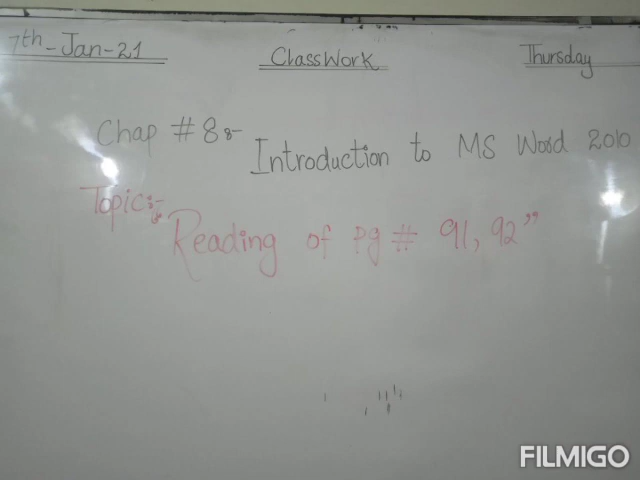 7th-Jan-21 ClassWork Thursday
Chap # 8:- Introduction to MS Word 2010
Topic:-
"Reading of Pg # 91, 92"
FILMIGO